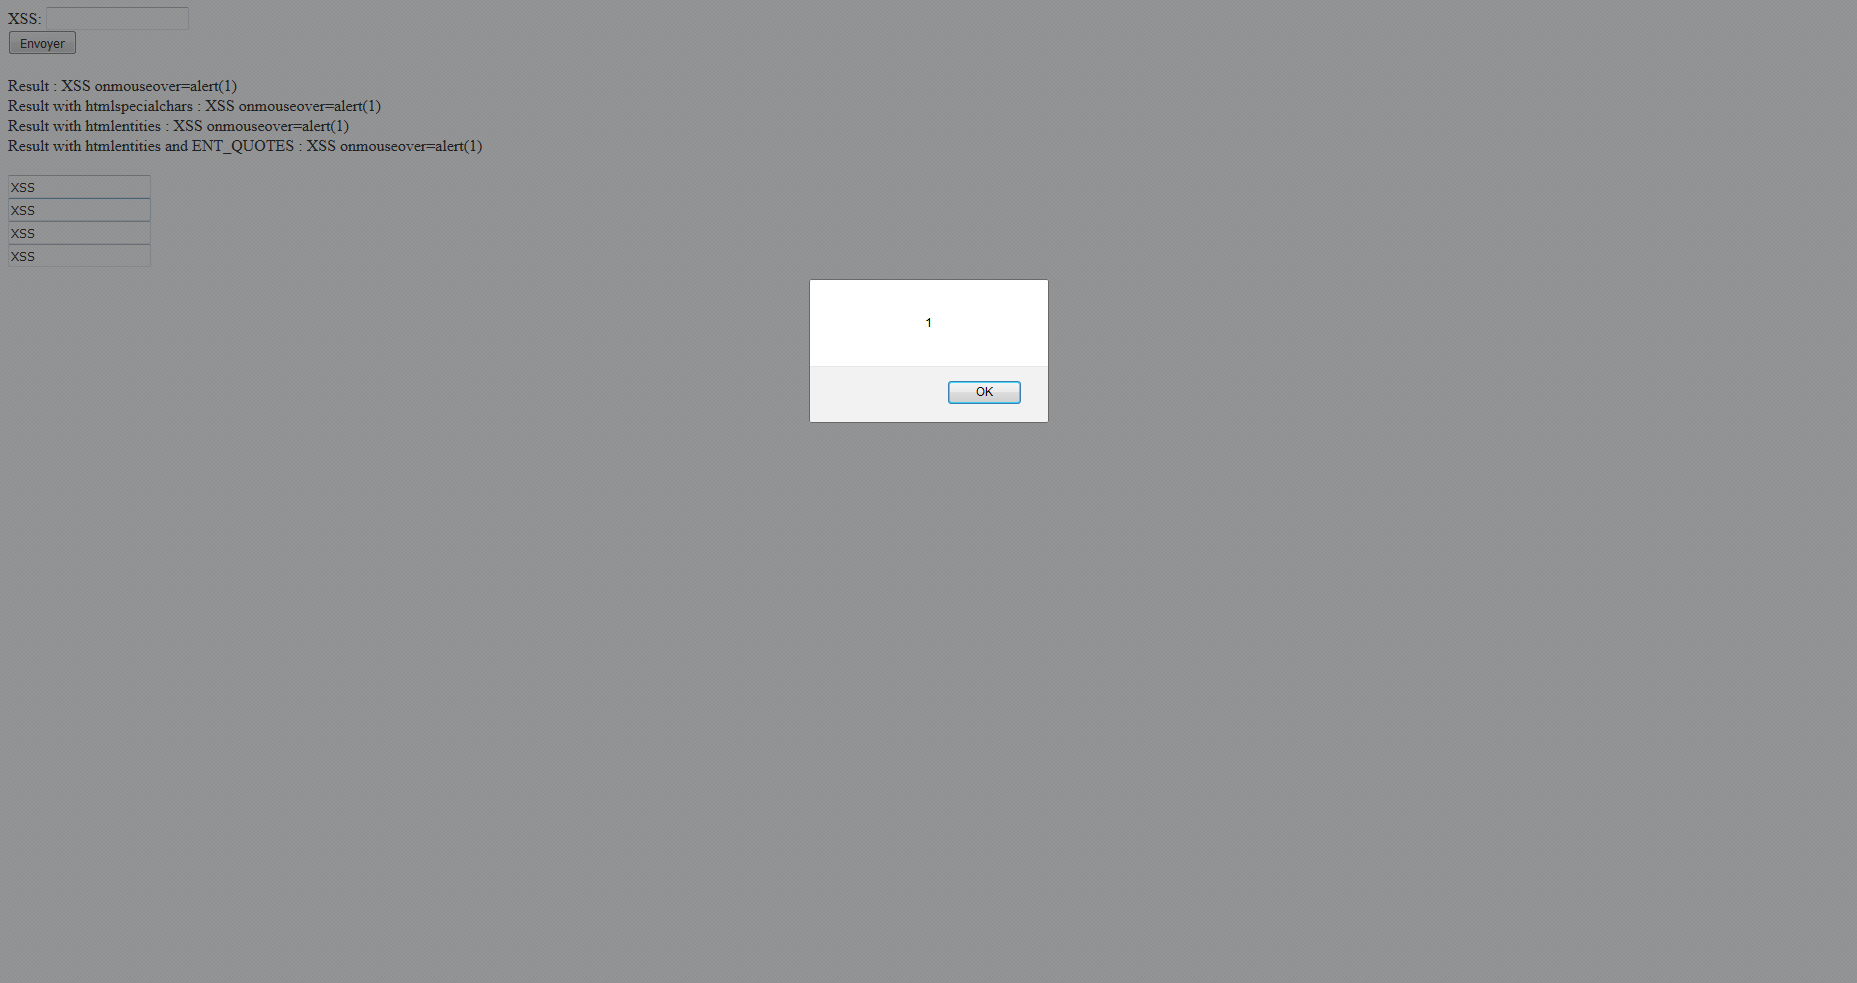 XSS:
Envoyer
Result : XSS onmouseover=alert(1)
Result with htmlspecialchars : XSS onmouseover=alert(1)
Result with htmlentities : XSS onmouseover=alert(1)
Result with htmlentities and ENT_QUOTES : XSS onmouseover=alert(1)
XSS
XSS
XSS
XSS
1
OK